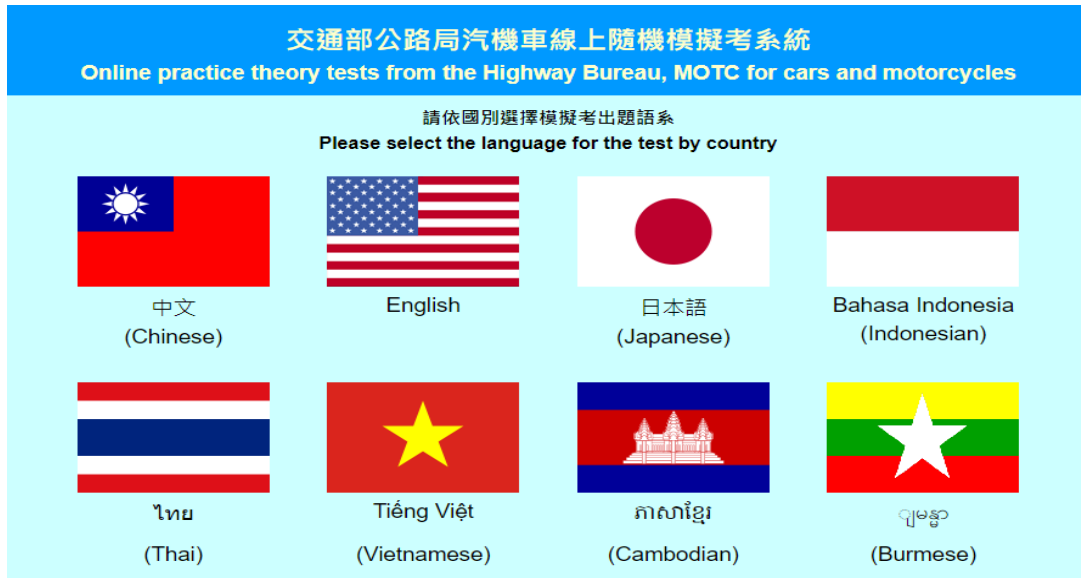 交通部公路局汽機車線上隨機模擬考系統
Online practice theory tests from the Highway Bureau, MOTC for cars and motorcycles
請依國別選擇模擬考出題語系
Please select the language for the test by country
中文
(Chinese)
English
日本語
(Japanese)
Bahasa Indonesia
(Indonesian)
ไทย
(Thai)
Tiếng Việt
(Vietnamese)
ភាសាខ្មែរ
(Cambodian)
ျမန္မာ
(Burmese)